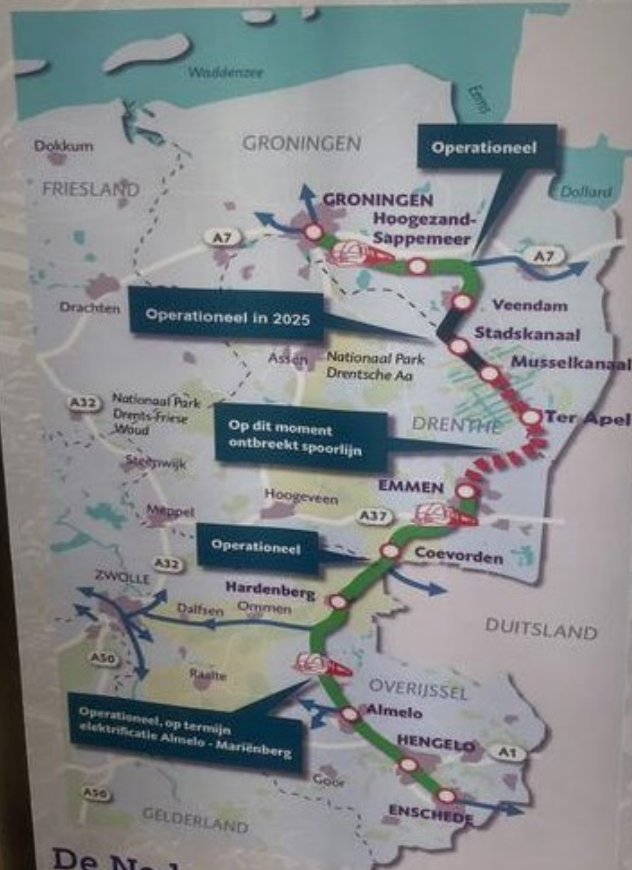 Waddenzee
Eems
Dokkum
GRONINGEN
Operationeel
FRIESLAND
Dollard
GRONINGEN
Hoogezand-
Sappemeer
A7
A7
Drachten
Veendam
Operationeel in 2025
Stadskanaal
Assen
Nationaal Park
Drentsche Aa
Musselkanaal
A32
Nationaal Park
Drents-Friese
Woud
Op dit moment
ontbreekt spoorlijn
DRENTHE
Ter Apel
Steenwijk
EMMEN
Meppel
Hoogeveen
A37
Operationeel
Coevorden
A32
ZWOLLE
Hardenberg
Dalfsen
Ommen
DUITSLAND
A50
Raalte
OVERIJSSEL
Operationeel, op termijn
elektrificatie Almelo - Mariënberg
Almelo
HENGELO
A1
Goor
A50
ENSCHEDE
GELDERLAND
De Ned